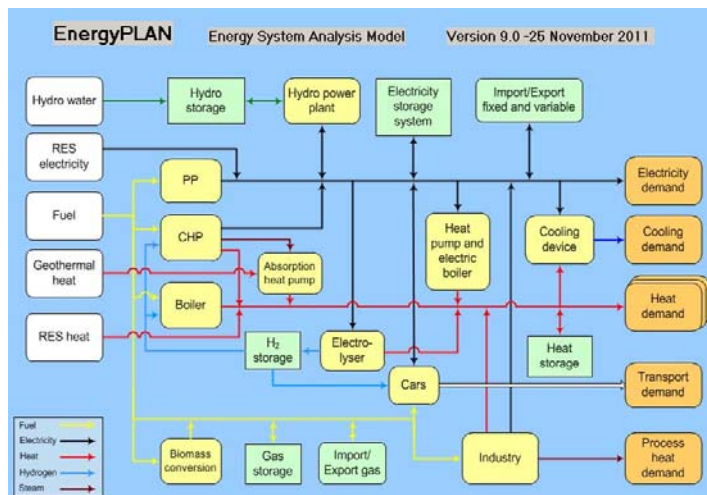 EnergyPLAN Energy System Analysis Model Version 9.0 -25 November 2011
Hydro water
Hydro
storage
Hydro power
plant
Electricity
storage
system
Import/Export
fixed and variable
RES
electricity
PP
Electricity
demand
Fuel
CHP
Heat
pump and
electric
boiler
Cooling
device
Cooling
demand
Geothermal
heat
Absorption
heat pump
Boiler
Heat
demand
RES heat
H2
storage
Electro-
lyser
Heat
storage
Cars
Transport
demand
Fuel
Electricity
Heat
Hydrogen
Steam
Biomass
conversion
Gas
storage
Import/
Export gas
Industry
Process
heat
demand